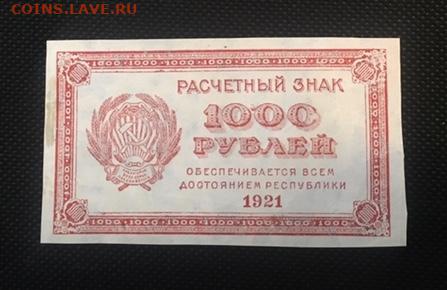 COINS.LAVE.RU
РАСЧЕТНЫЙ ЗНАК
1000
РУБЛЕЙ
ОБЕСПЕЧИВАЕТСЯ ВСЕМ
ДОСТОЯНИЕМ РЕСПУБЛИКИ
1921